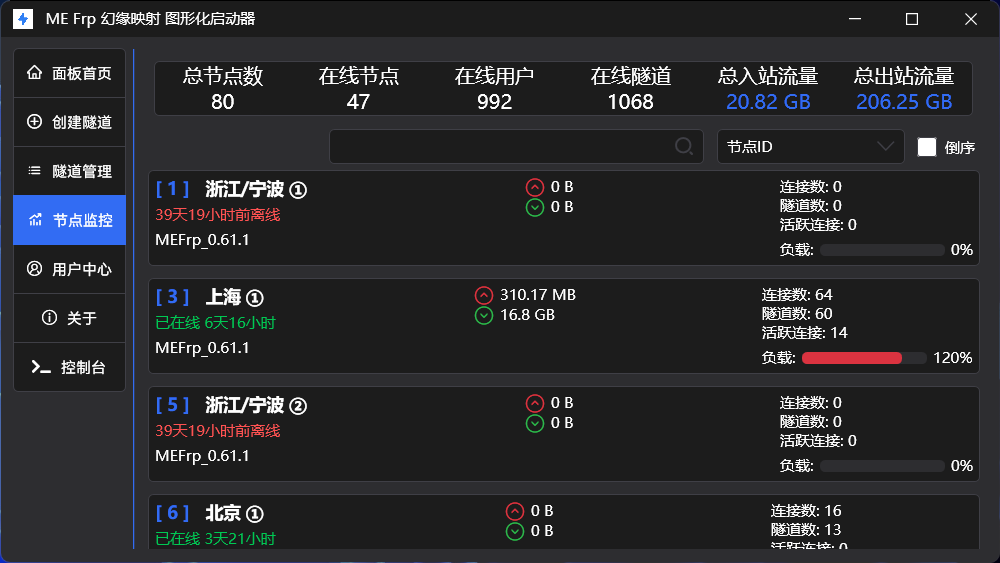 ME Frp 幻缘映射 图形化启动器
面板首页
创建隧道
隧道管理
节点监控
用户中心
关于
控制台
总节点数 在线节点 在线用户 在线隧道 总入站流量 总出站流量
80 47 992 1068 20.82 GB 206.25 GB
节点ID 倒序
[ 1 ] 浙江/宁波 ①
39天19小时前离线
MEFrp_0.61.1
0 B
0 B
连接数: 0
隧道数: 0
活跃连接: 0
负载: 0%
[ 3 ] 上海 ①
已在线 6天16小时
MEFrp_0.61.1
310.17 MB
16.8 GB
连接数: 64
隧道数: 60
活跃连接: 14
负载: 120%
[ 5 ] 浙江/宁波 ②
39天19小时前离线
MEFrp_0.61.1
0 B
0 B
连接数: 0
隧道数: 0
活跃连接: 0
负载: 0%
[ 6 ] 北京 ①
已在线 3天21小时
0 B
0 B
连接数: 16
隧道数: 13
活跃连接: 0